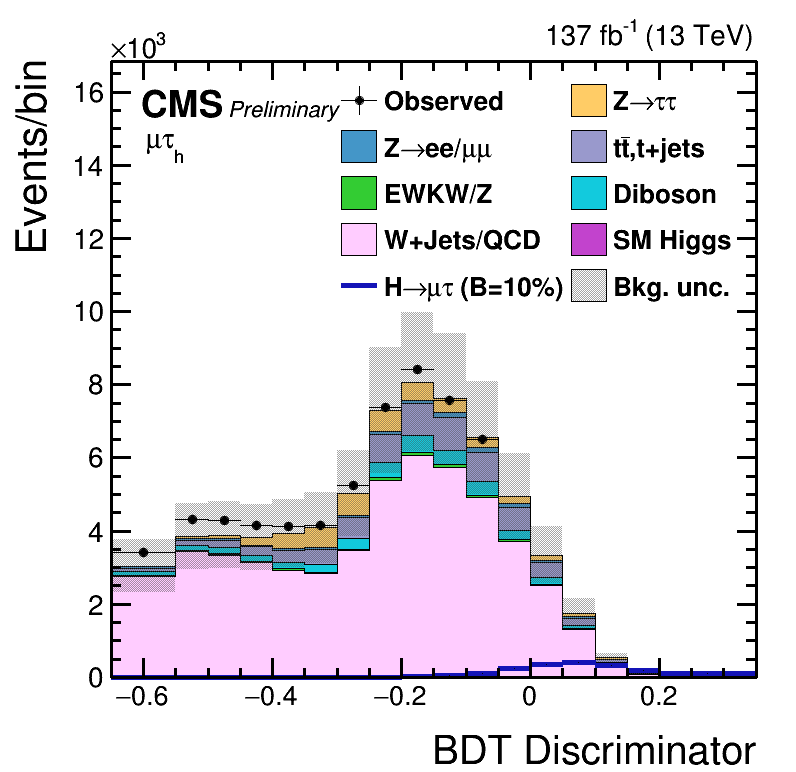 ×10³
137 fb⁻¹ (13 TeV)
Events/bin
CMS Preliminary
μτₕ
Observed
Z→ττ
Z→ee/μμ
tt̄,t+jets
EWKW/Z
Diboson
W+Jets/QCD
SM Higgs
H→μτ (B=10%)
Bkg. unc.
16
14
12
10
8
6
4
2
0
−0.6 −0.4 −0.2 0 0.2
BDT Discriminator